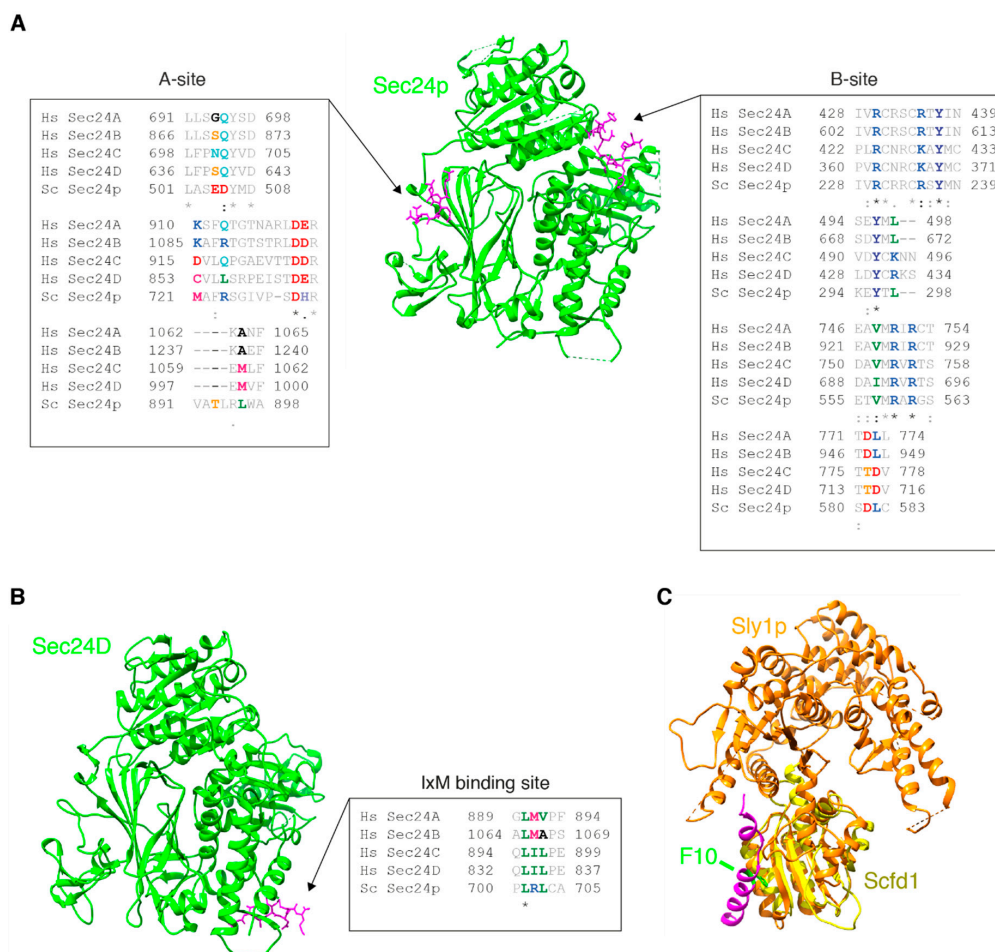 A
A-site
Sec24p
B-site
Hs Sec24A 691 LLSGQYSD 698
Hs Sec24B 866 LLSSQYSD 873
Hs Sec24C 698 LFPNQYVD 705
Hs Sec24D 636 LFPSQYVD 643
Sc Sec24p 501 LASEDYMD 508
* : * *
Hs Sec24A 910 KSFQTGTNARLDER
Hs Sec24B 1085 KAFRTGTSTRLDDR
Hs Sec24C 915 DVLQPGAEVTTDDR
Hs Sec24D 853 CVLLSRPEISTDER
Sc Sec24p 721 MAFRSGIVP-SDHR
: *.*
Hs Sec24A 1062 ---KANF 1065
Hs Sec24B 1237 ---KAEF 1240
Hs Sec24C 1059 ---EMLF 1062
Hs Sec24D 997 ---EMVF 1000
Sc Sec24p 891 VATLRLWA 898
.
Hs Sec24A 428 IVRCRSCRTYIN 439
Hs Sec24B 602 IVRCRSCRTYIN 613
Hs Sec24C 422 PLRCNRCKAYMC 433
Hs Sec24D 360 PVRCNRCKAYMC 371
Sc Sec24p 228 IVRCRRCRSYMN 239
:*** **: *:
Hs Sec24A 494 SEYML-- 498
Hs Sec24B 668 SDYML-- 672
Hs Sec24C 490 VDYCKNN 496
Hs Sec24D 428 LDYCRKS 434
Sc Sec24p 294 KEYTL-- 298
:*
Hs Sec24A 746 EAVMRIRCT 754
Hs Sec24B 921 EAVMRIRCT 929
Hs Sec24C 750 DAVMRVRTS 758
Hs Sec24D 688 DAIMRVRTS 696
Sc Sec24p 555 ETVMRARGS 563
:::** * :
Hs Sec24A 771 TDLL 774
Hs Sec24B 946 TDLL 949
Hs Sec24C 775 TTDV 778
Hs Sec24D 713 TTDV 716
Sc Sec24p 580 SDLC 583
:
B
Sec24D
IxM binding site
Hs Sec24A 889 GLMVPF 894
Hs Sec24B 1064 ALMAPS 1069
Hs Sec24C 894 QLILPE 899
Hs Sec24D 832 QLILPE 837
Sc Sec24p 700 PLRLCA 705
*
C
Sly1p
F10
Scfd1